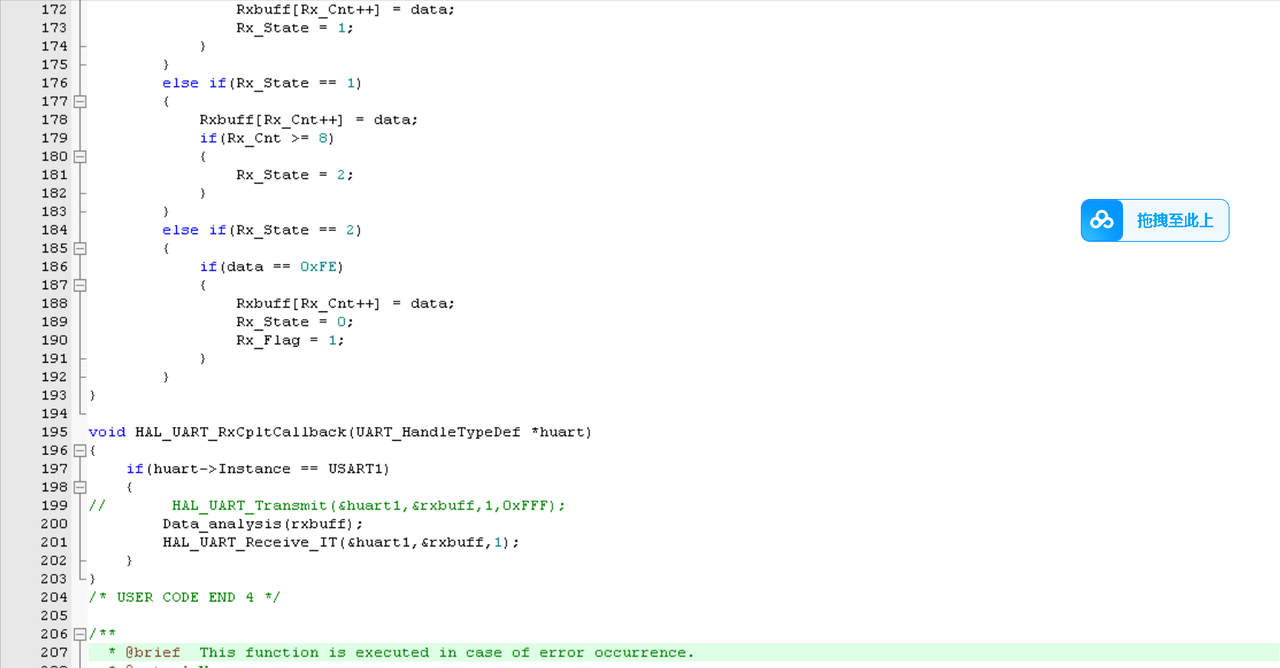 172 Rxbuff[Rx_Cnt++] = data;
173 Rx_State = 1;
174 }
175 }
176 else if(Rx_State == 1)
177 {
178 Rxbuff[Rx_Cnt++] = data;
179 if(Rx_Cnt >= 8)
180 {
181 Rx_State = 2;
182 }
183 }
184 else if(Rx_State == 2)
185 {
186 if(data == 0xFE)
187 {
188 Rxbuff[Rx_Cnt++] = data;
189 Rx_State = 0;
190 Rx_Flag = 1;
191 }
192 }
193 }
194
195 void HAL_UART_RxCpltCallback(UART_HandleTypeDef *huart)
196 {
197 if(huart->Instance == USART1)
198 {
199 // HAL_UART_Transmit(&huart1,&rxbuff,1,0xFFF);
200 Data_analysis(rxbuff);
201 HAL_UART_Receive_IT(&huart1,&rxbuff,1);
202 }
203 }
204 /* USER CODE END 4 */
205
206 /**
207 * @brief This function is executed in case of error occurrence.
拖拽至此上